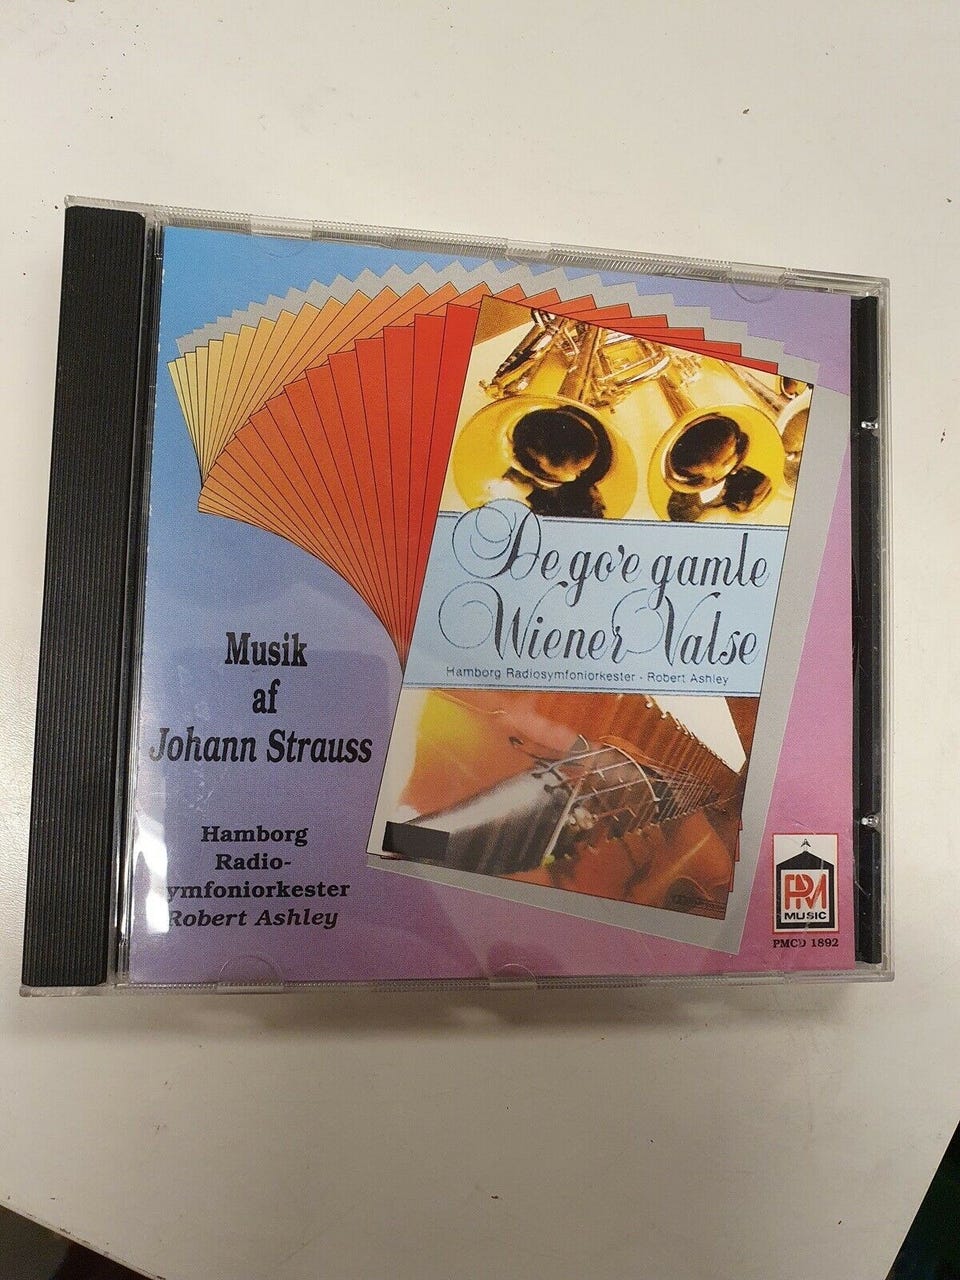 De go'e gamle
Wiener Valse
Hamborg Radiosymfoniorkester - Robert Ashley
Musik
af
Johann Strauss
Hamborg
Radio-
symfoniorkester
Robert Ashley
PM
MUSIC
PMCD 1892